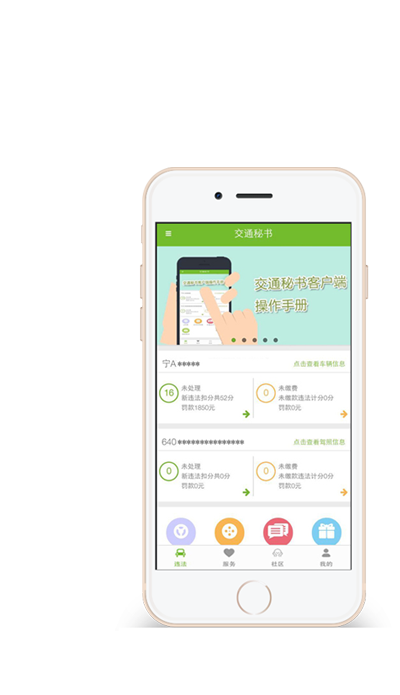 交通秘书
交通秘书客户端
操作手册
宁A*****
点击查看车辆信息
16
未处理
新违法扣分共52分
罚款1850元
0
未缴费
未缴款违法计分0分
罚款0元
640***************
点击查看驾照信息
0
未处理
新违法扣分共0分
罚款0元
0
未缴费
未缴款违法计分0分
罚款0元
违法
服务
社区
我的